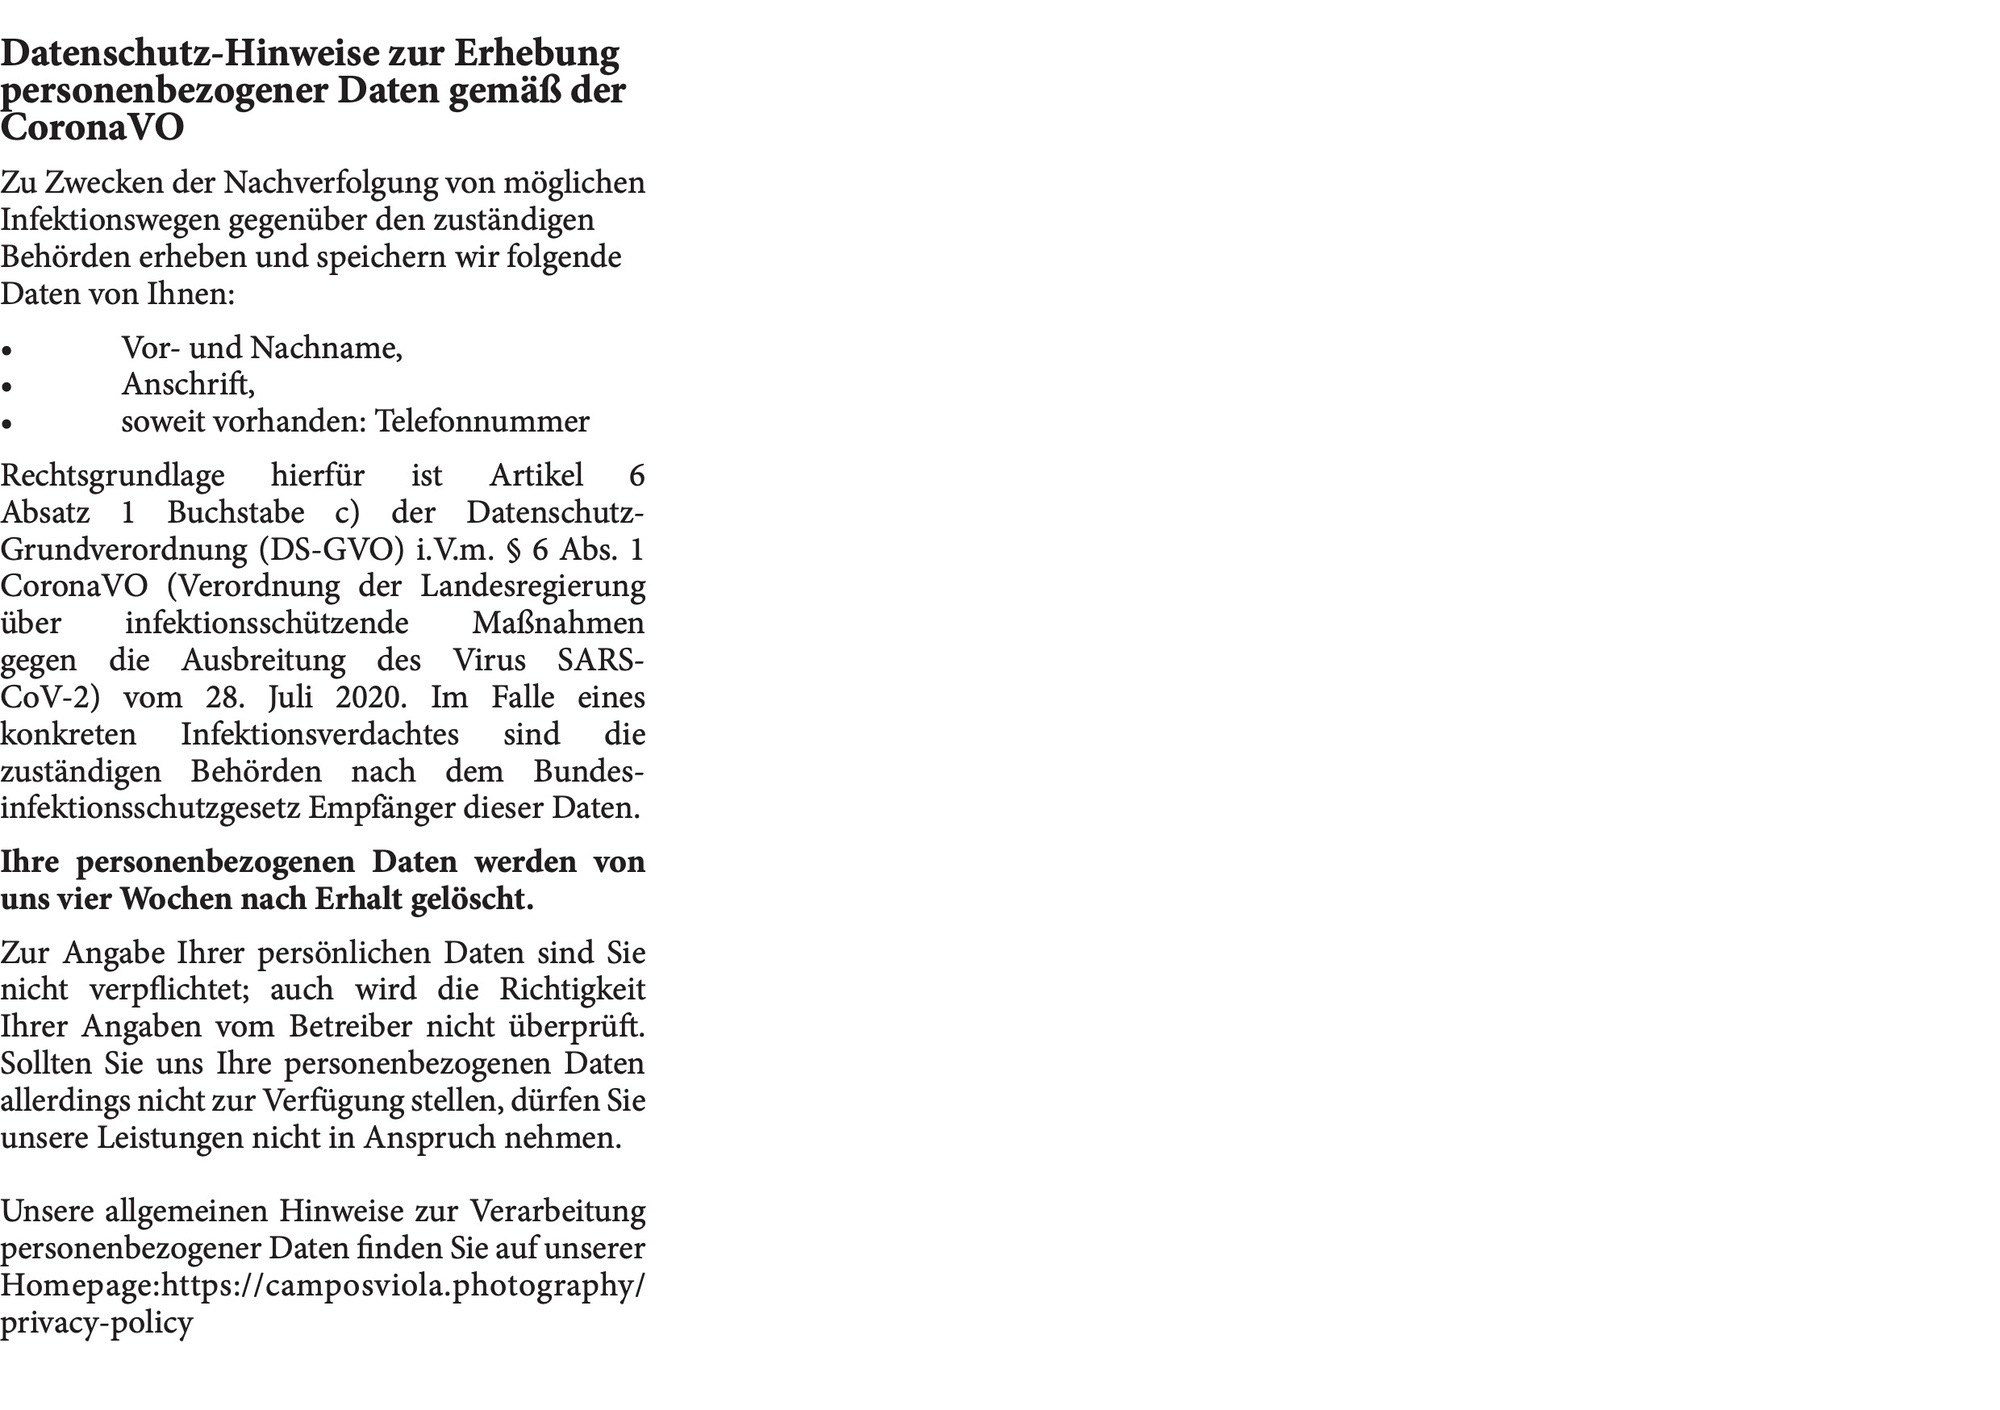 Datenschutz-Hinweise zur Erhebung
personenbezogener Daten gemäß der
CoronaVO
Zu Zwecken der Nachverfolgung von möglichen
Infektionswegen gegenüber den zuständigen
Behörden erheben und speichern wir folgende
Daten von Ihnen:
• Vor- und Nachname,
• Anschrift,
• soweit vorhanden: Telefonnummer
Rechtsgrundlage hierfür ist Artikel 6
Absatz 1 Buchstabe c) der Datenschutz-
Grundverordnung (DS-GVO) i.V.m. § 6 Abs. 1
CoronaVO (Verordnung der Landesregierung
über infektionsschützende Maßnahmen
gegen die Ausbreitung des Virus SARS-
CoV-2) vom 28. Juli 2020. Im Falle eines
konkreten Infektionsverdachtes sind die
zuständigen Behörden nach dem Bundes-
infektionsschutzgesetz Empfänger dieser Daten.
Ihre personenbezogenen Daten werden von
uns vier Wochen nach Erhalt gelöscht.
Zur Angabe Ihrer persönlichen Daten sind Sie
nicht verpflichtet; auch wird die Richtigkeit
Ihrer Angaben vom Betreiber nicht überprüft.
Sollten Sie uns Ihre personenbezogenen Daten
allerdings nicht zur Verfügung stellen, dürfen Sie
unsere Leistungen nicht in Anspruch nehmen.
Unsere allgemeinen Hinweise zur Verarbeitung
personenbezogener Daten finden Sie auf unserer
Homepage:https://camposviola.photography/
privacy-policy